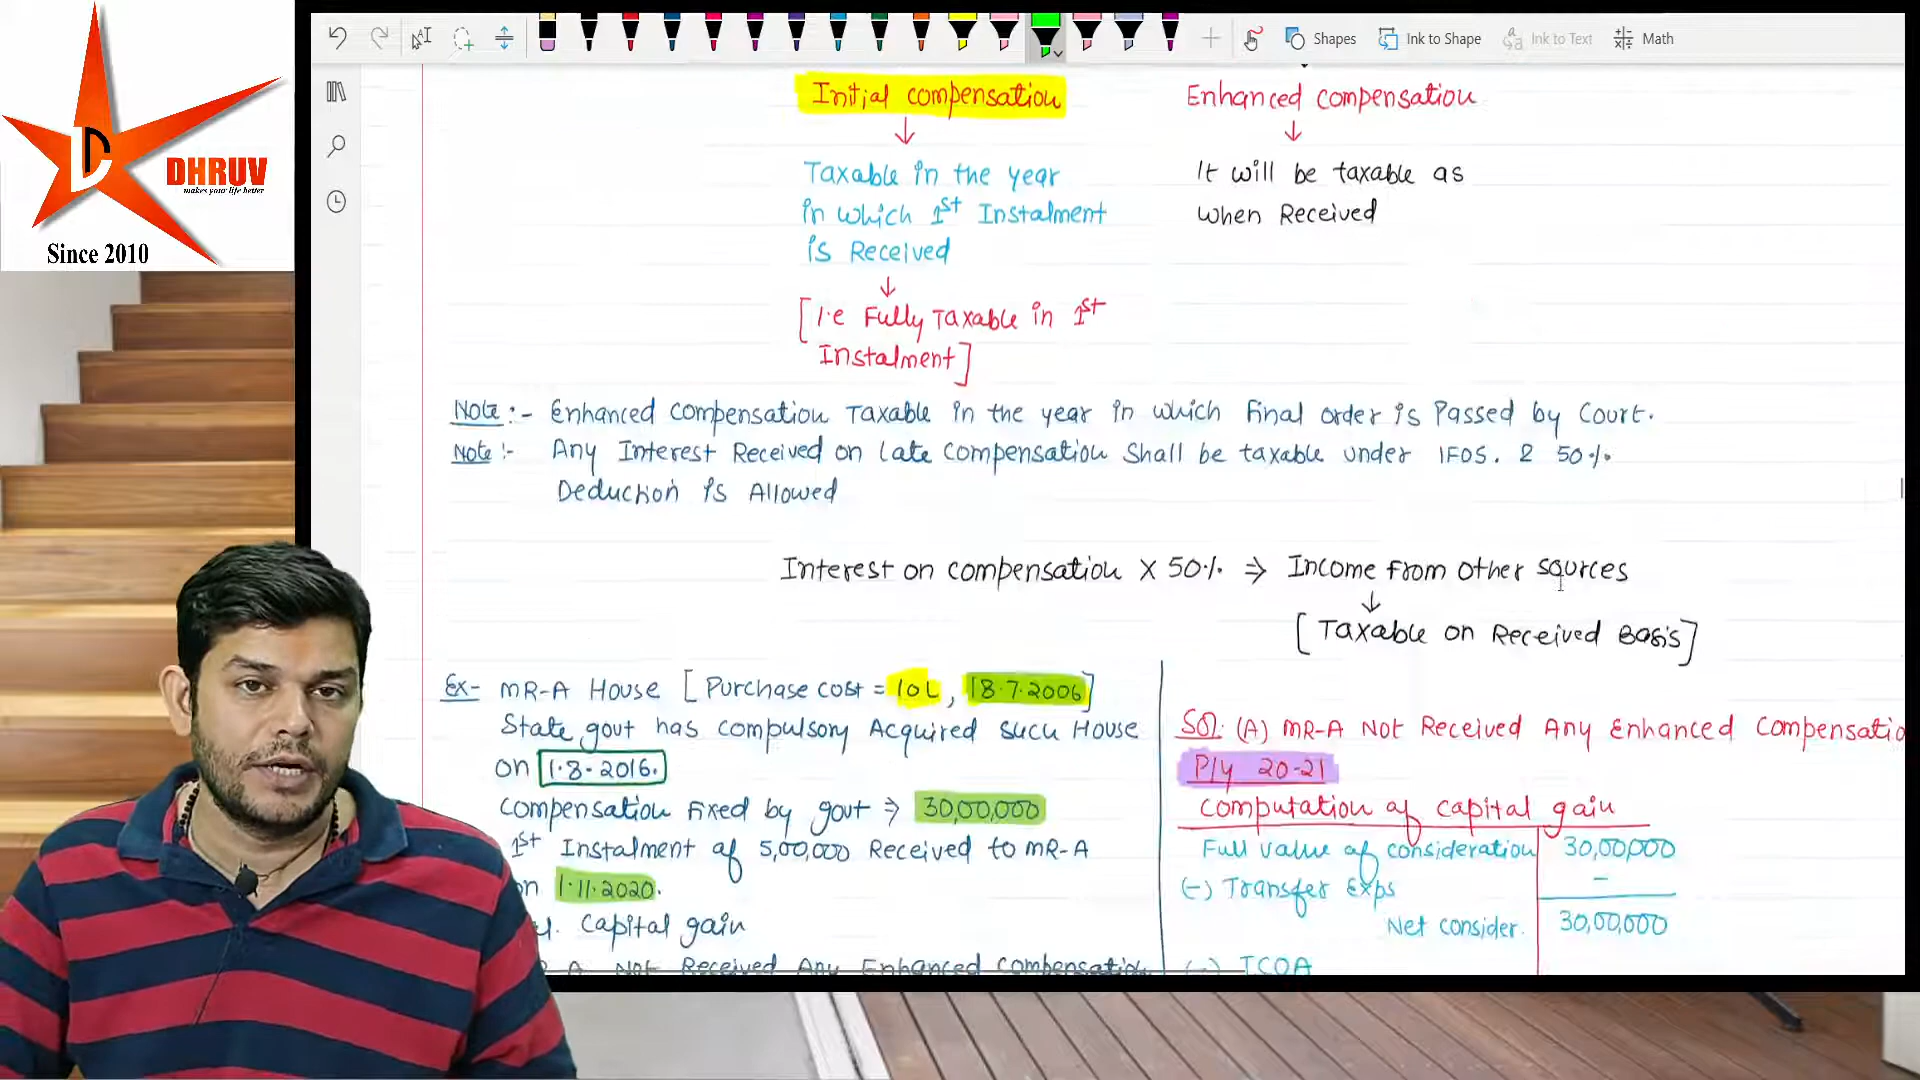 Shapes
Ink to Shape
Ink to Text
Math
DC
DHRUV
makes your life better
Since 2010
Initial compensation
Taxable in the year
in which 1st Instalment
is Received
[I.e Fully Taxable in 1st
Instalment]
Enhanced compensation
It will be taxable as
when Received
Note:- Enhanced compensation Taxable in the year in which Final order is Passed by Court.
Note:- Any Interest Received on Late compensation Shall be taxable under IFOS. & 50%
Deduction is Allowed
Interest on compensation X 50% ⇒ Income from other sources
[Taxable on Received Basis]
Ex- MR-A House [Purchase cost = 10L, 18.7.2006]
State govt has compulsory Acquired such House
on 1.8.2016.
compensation fixed by govt ⇒ 30,00,000
1st Instalment of 5,00,000 Received to MR-A
on 1.11.2020.
Capital gain
A Not Received Any Enhanced compensation
Sol. (A) MR-A Not Received Any Enhanced Compensatio
P/y 20-21
Computation of capital gain
Full value of consideration 30,00,000
(-) Transfer Exps -
Net consider. 30,00,000
(-) ICOA